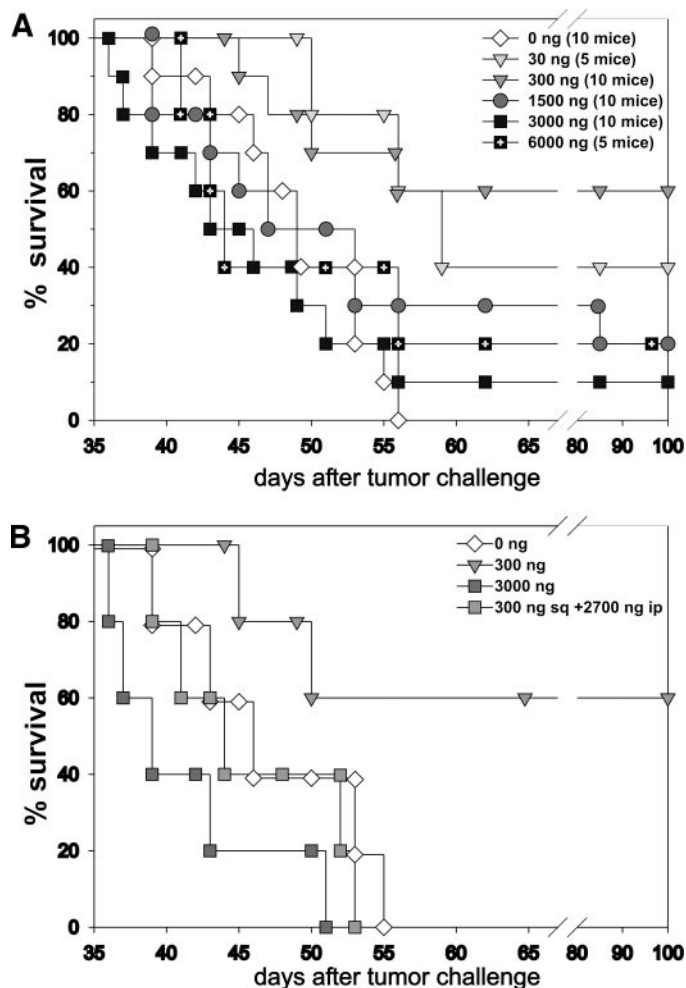 A
100
80
60
40
20
0
% survival
0 ng (10 mice)
30 ng (5 mice)
300 ng (10 mice)
1500 ng (10 mice)
3000 ng (10 mice)
6000 ng (5 mice)
35 40 45 50 55 60 65 80 90 100
days after tumor challenge
B
100
80
60
40
20
0
% survival
0 ng
300 ng
3000 ng
300 ng sq +2700 ng ip
35 40 45 50 55 60 65 80 90 100
days after tumor challenge